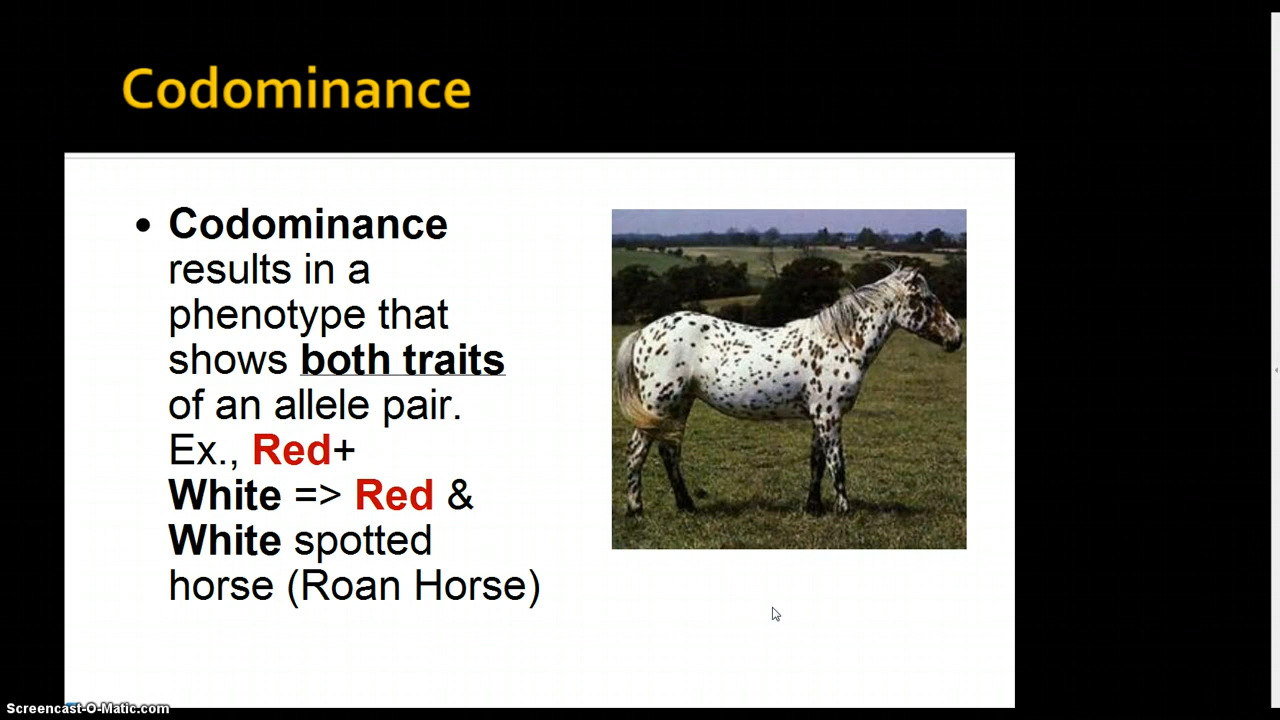 Codominance
• Codominance
results in a
phenotype that
shows both traits
of an allele pair.
Ex., Red+
White => Red &
White spotted
horse (Roan Horse)
Screencast-O-Matic.com